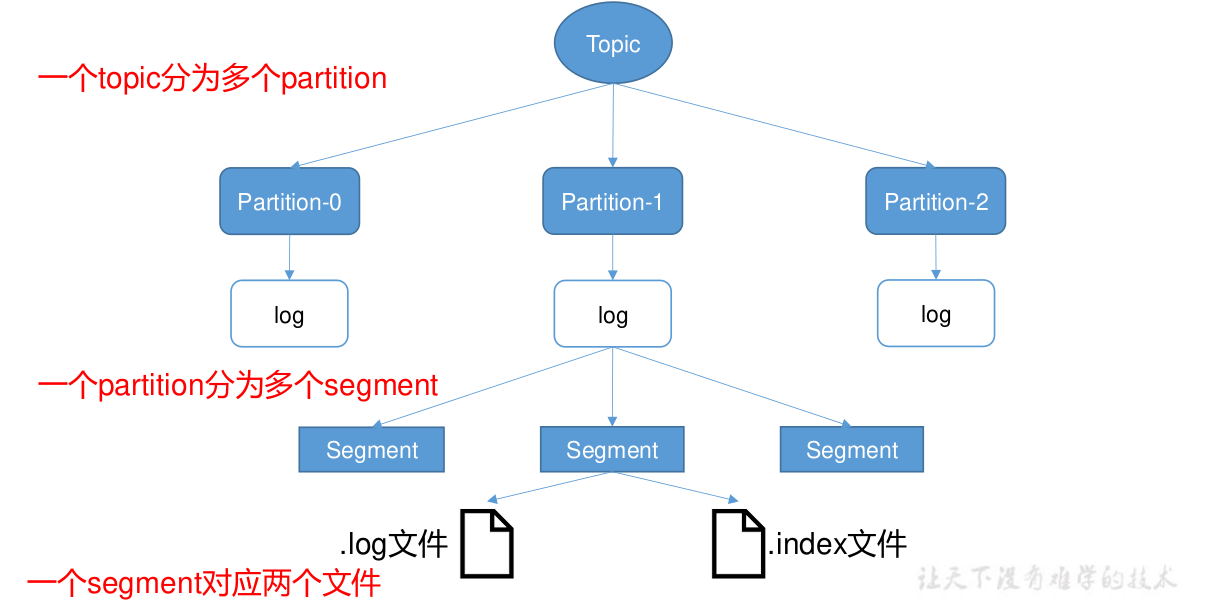 Topic
一个topic分为多个partition
Partition-0
Partition-1
Partition-2
log
log
log
一个partition分为多个segment
Segment
Segment
Segment
.log文件
.index文件
一个segment对应两个文件
让天下没有难学的技术